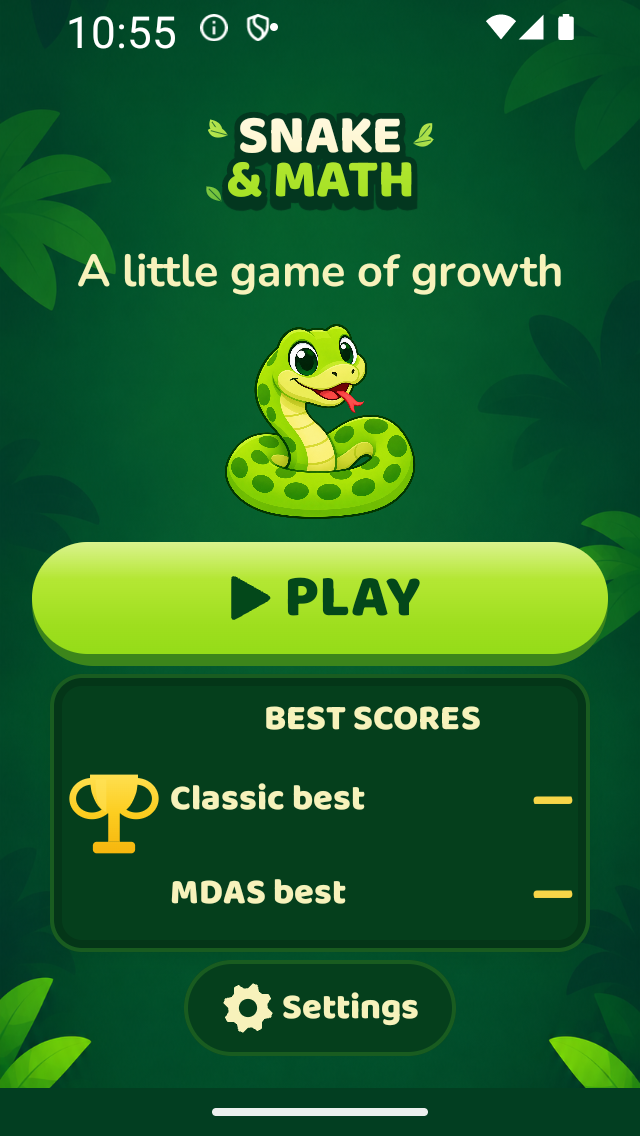 10:55
SNAKE
& MATH
A little game of growth
PLAY
BEST SCORES
Classic best —
MDAS best —
Settings